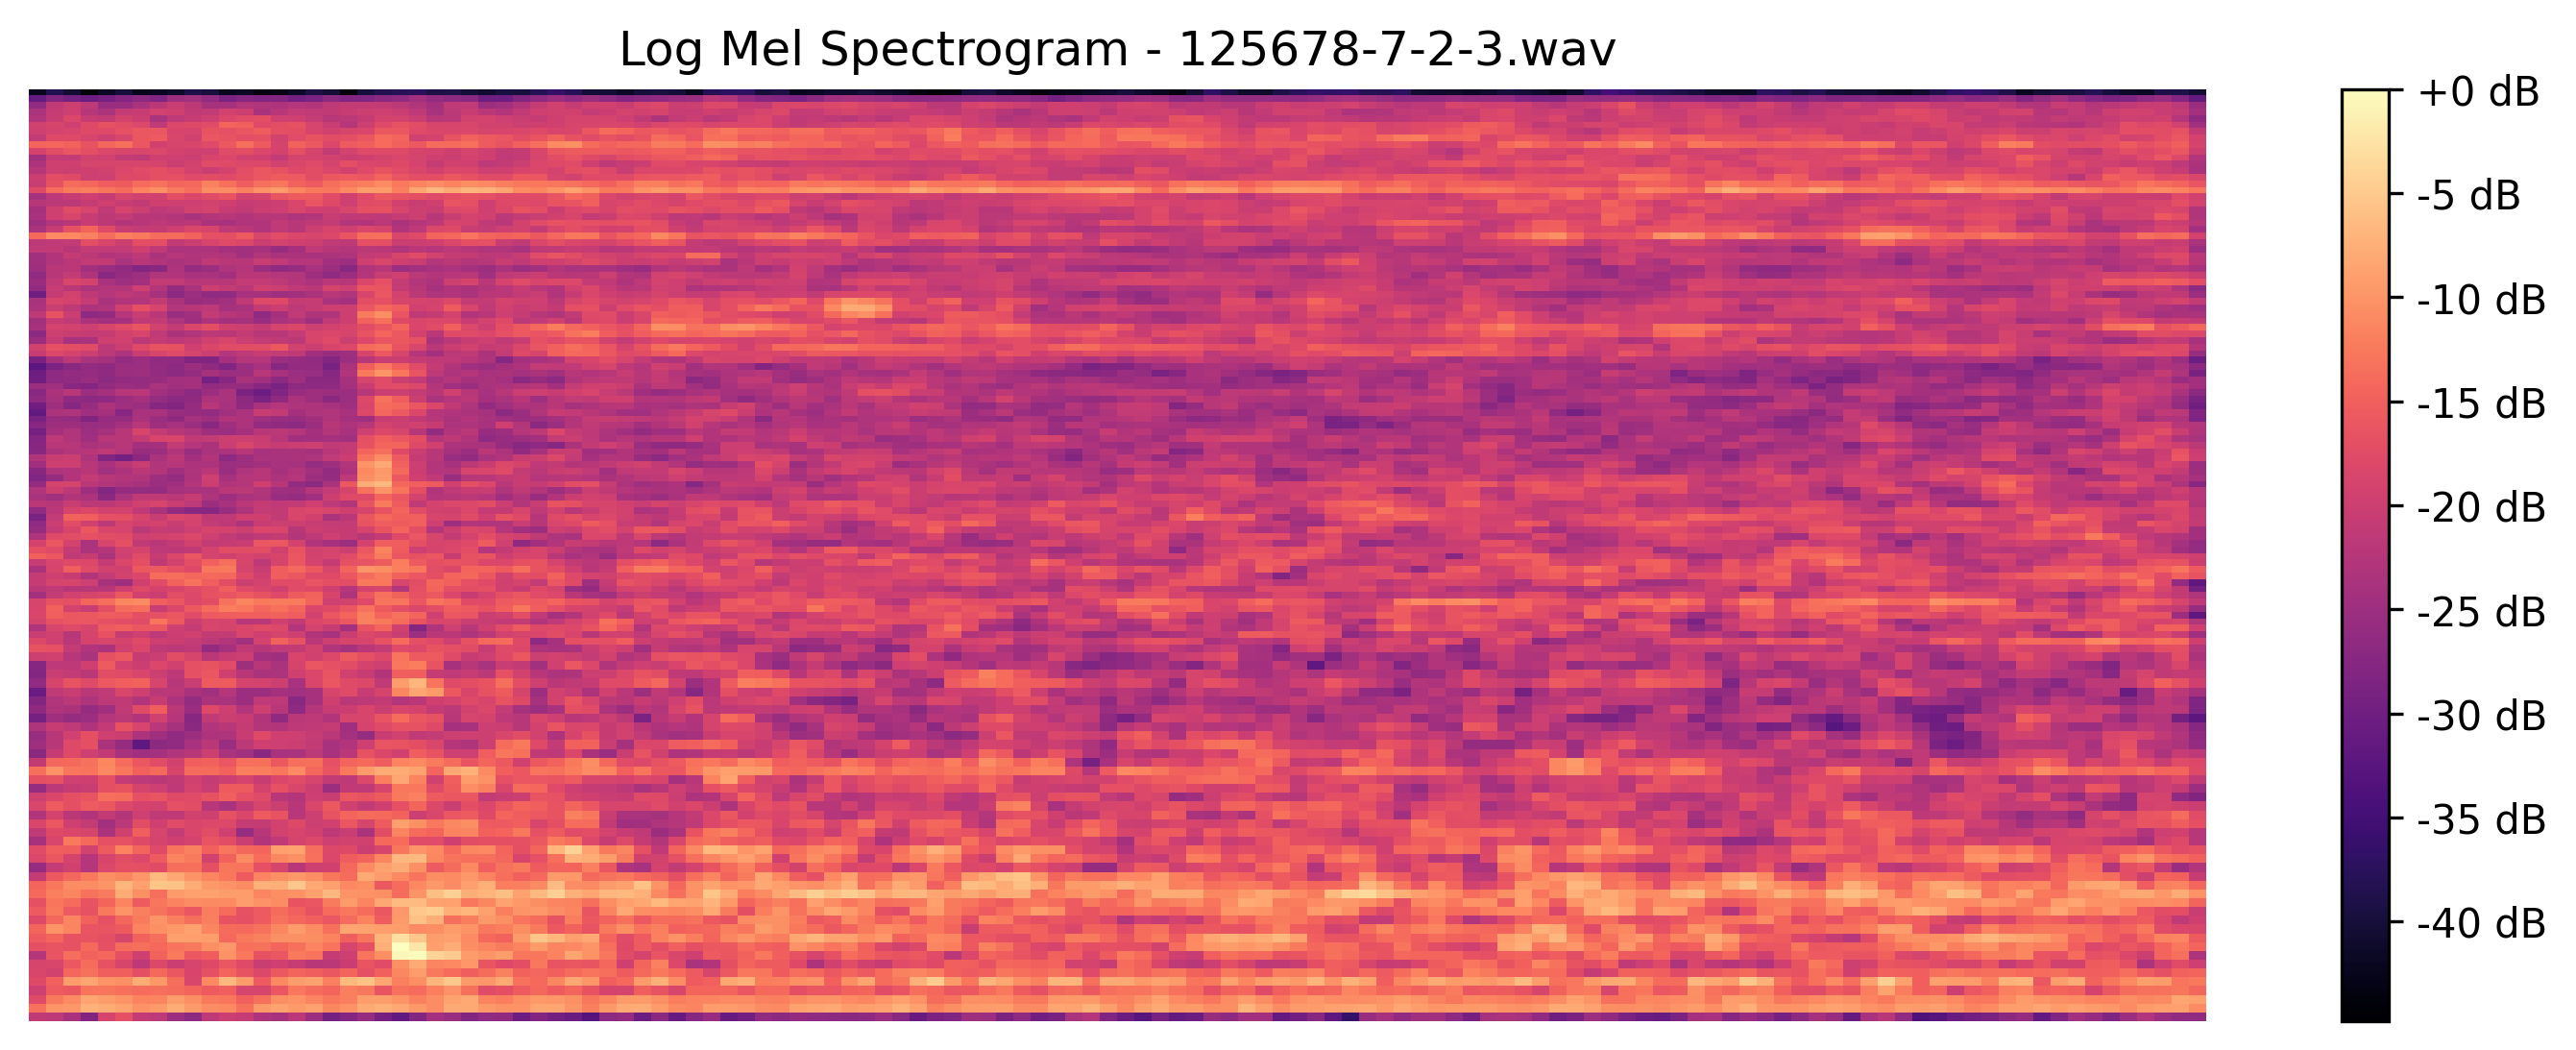 Log Mel Spectrogram - 125678-7-2-3.wav
+0 dB
-5 dB
-10 dB
-15 dB
-20 dB
-25 dB
-30 dB
-35 dB
-40 dB